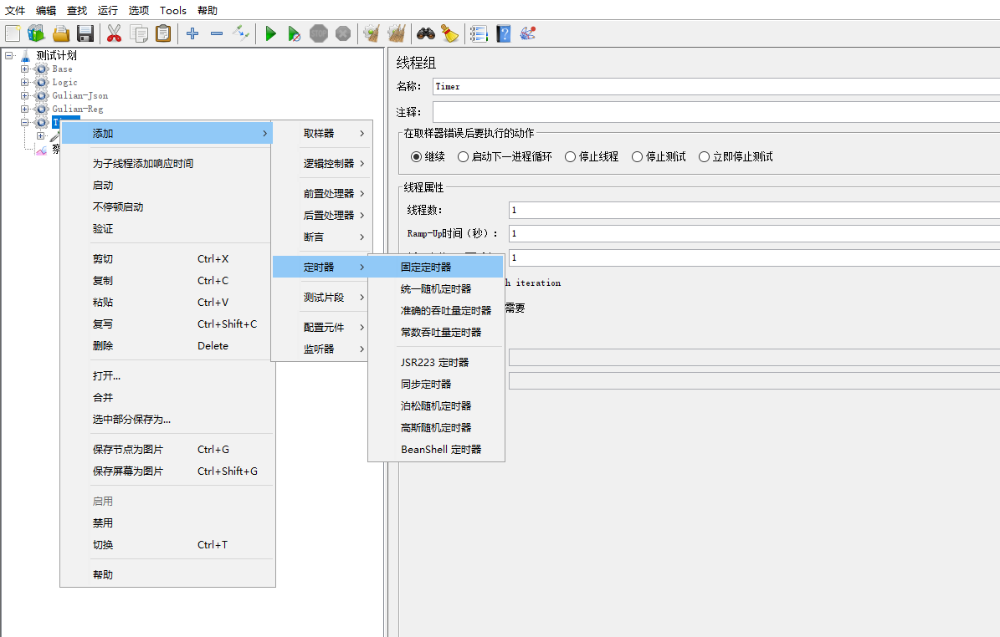 文件 编辑 查找 运行 选项 Tools 帮助
STOP
测试计划
Base
Logic
Gulian-Json
Gulian-Reg
线程组
名称: Timer
注释:
在取样器错误后要执行的动作
继续 启动下一进程循环 停止线程 停止测试 立即停止测试
线程属性
线程数: 1
Ramp-Up时间（秒）: 1
1
h iteration
需要
添加
为子线程添加响应时间
启动
不停顿启动
验证
剪切 Ctrl+X
复制 Ctrl+C
粘贴 Ctrl+V
复写 Ctrl+Shift+C
删除 Delete
打开...
合并
选中部分保存为...
保存节点为图片 Ctrl+G
保存屏幕为图片 Ctrl+Shift+G
启用
禁用
切换 Ctrl+T
帮助
取样器
逻辑控制器
前置处理器
后置处理器
断言
定时器
测试片段
配置元件
监听器
固定定时器
统一随机定时器
准确的吞吐量定时器
常数吞吐量定时器
JSR223 定时器
同步定时器
泊松随机定时器
高斯随机定时器
BeanShell 定时器